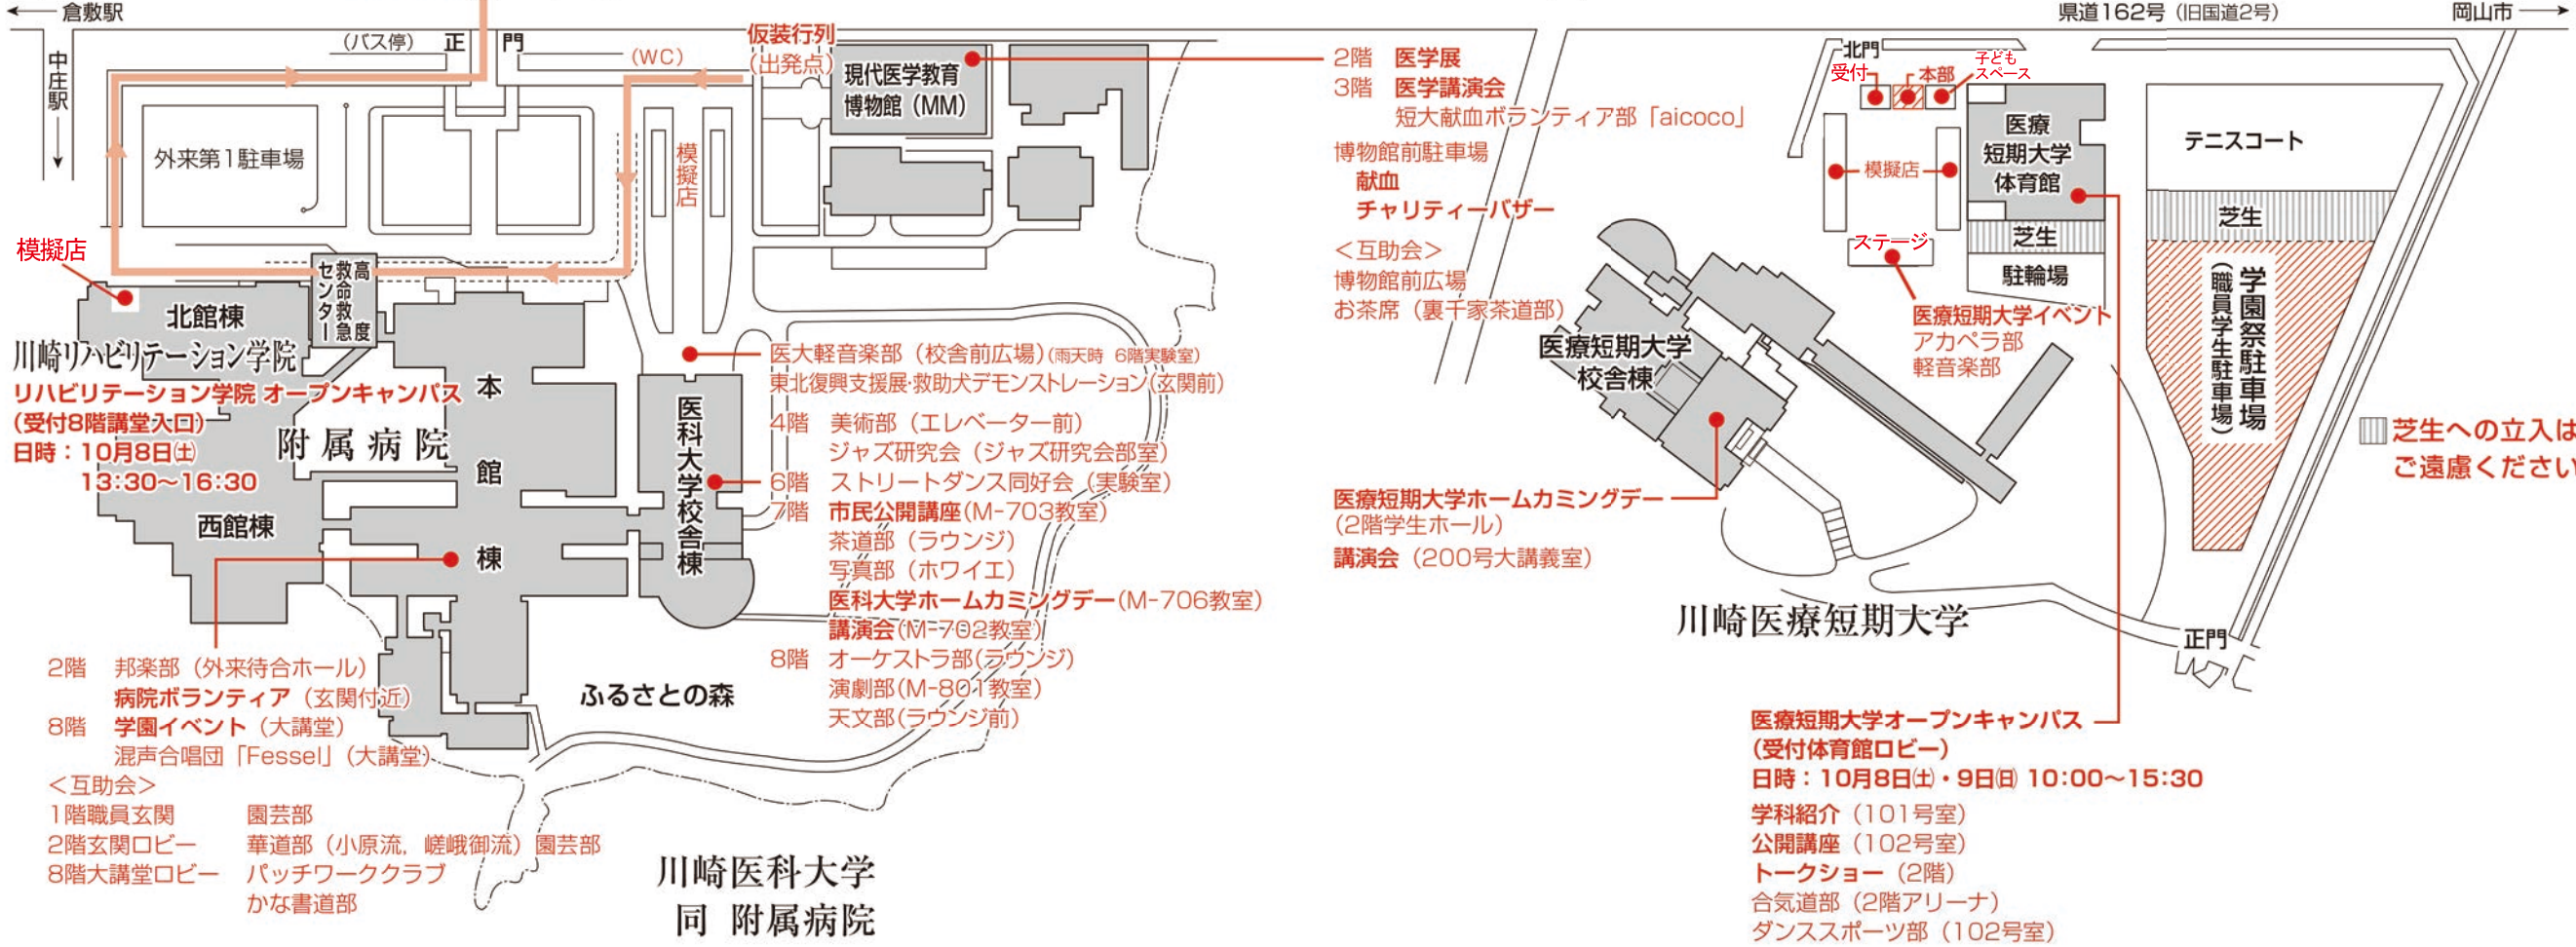 倉敷駅
県道162号（旧国道2号）
岡山市
中庄駅
（バス停）
正門
（WC）
仮装行列
（出発点）
現代医学教育
博物館（MM）
外来第1駐車場
模擬店
模擬店
北館棟
高度
救命救急
センター
川崎リハビリテーション学院
リハビリテーション学院 オープンキャンパス
（受付8階講堂入口）
日時：10月8日㈯
13:30〜16:30
附属病院
本館棟
西館棟
医科大学校舎棟
2階 邦楽部（外来待合ホール）
病院ボランティア（玄関付近）
8階 学園イベント（大講堂）
混声合唱団「Fessel」（大講堂）
＜互助会＞
1階職員玄関 園芸部
2階玄関ロビー 華道部（小原流，嵯峨御流）園芸部
8階大講堂ロビー パッチワーククラブ
かな書道部
ふるさとの森
川崎医科大学
同 附属病院
医大軽音楽部（校舎前広場）（雨天時 6階実験室）
東北復興支援展・救助犬デモンストレーション（玄関前）
4階 美術部（エレベーター前）
ジャズ研究会（ジャズ研究会部室）
6階 ストリートダンス同好会（実験室）
7階 市民公開講座（M-703教室）
茶道部（ラウンジ）
写真部（ホワイエ）
医科大学ホームカミングデー（M-706教室）
講演会（M-702教室）
8階 オーケストラ部（ラウンジ）
演劇部（M-801教室）
天文部（ラウンジ前）
2階 医学展
3階 医学講演会
短大献血ボランティア部「aicoco」
博物館前駐車場
献血
チャリティーバザー
＜互助会＞
博物館前広場
お茶席（裏千家茶道部）
北門
受付
本部
子ども
スペース
模擬店
ステージ
医療
短期大学
体育館
芝生
駐輪場
テニスコート
芝生
学園祭駐車場
（職員学生駐車場）
医療短期大学イベント
アカペラ部
軽音楽部
医療短期大学
校舎棟
医療短期大学ホームカミングデー
（2階学生ホール）
講演会（200号大講義室）
川崎医療短期大学
正門
芝生への立入は
ご遠慮ください
医療短期大学オープンキャンパス
（受付体育館ロビー）
日時：10月8日㈯・9日㈰ 10:00〜15:30
学科紹介（101号室）
公開講座（102号室）
トークショー（2階）
合気道部（2階アリーナ）
ダンススポーツ部（102号室）